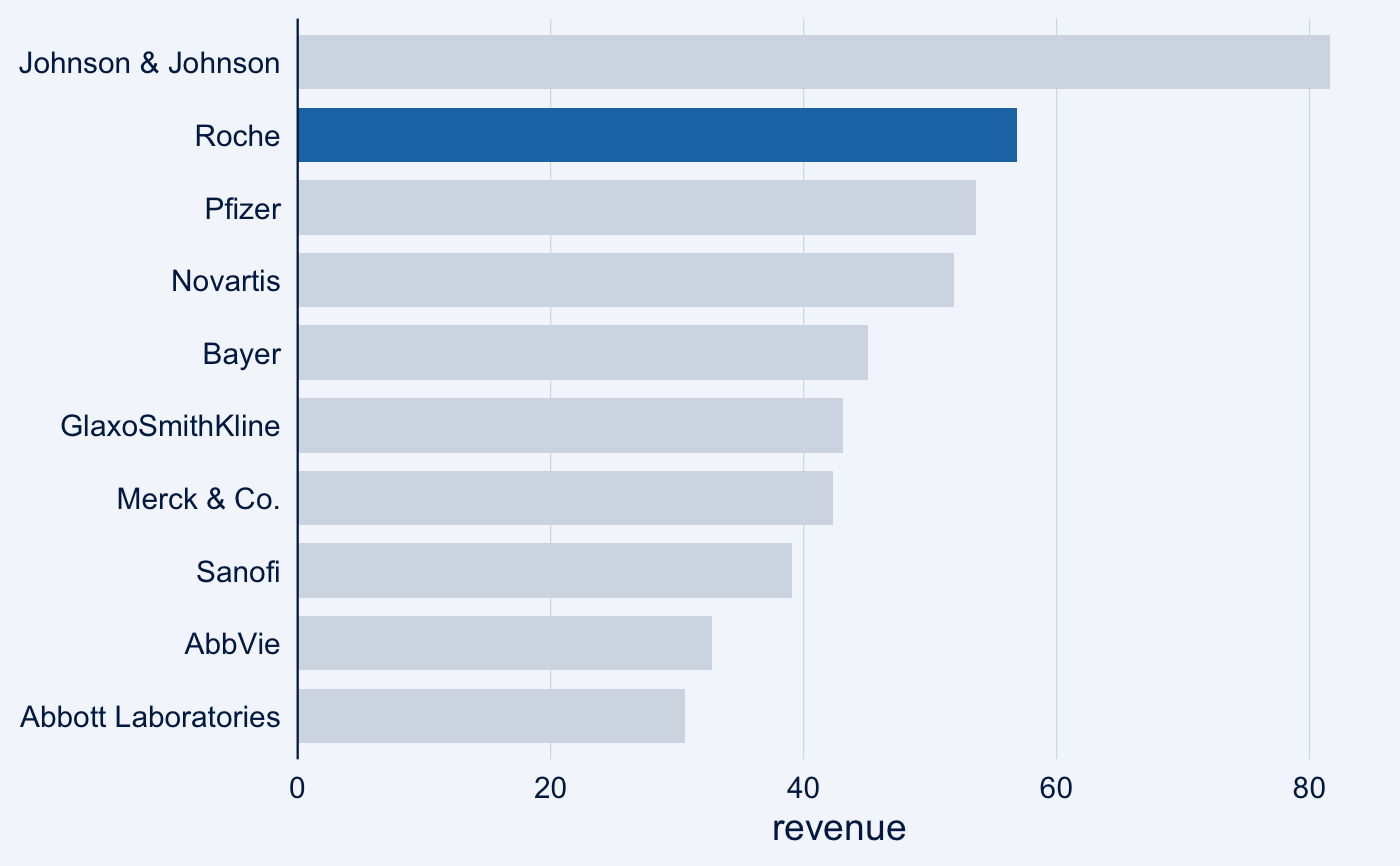 Johnson & Johnson
Roche
Pfizer
Novartis
Bayer
GlaxoSmithKline
Merck & Co.
Sanofi
AbbVie
Abbott Laboratories
0 20 40 60 80
revenue